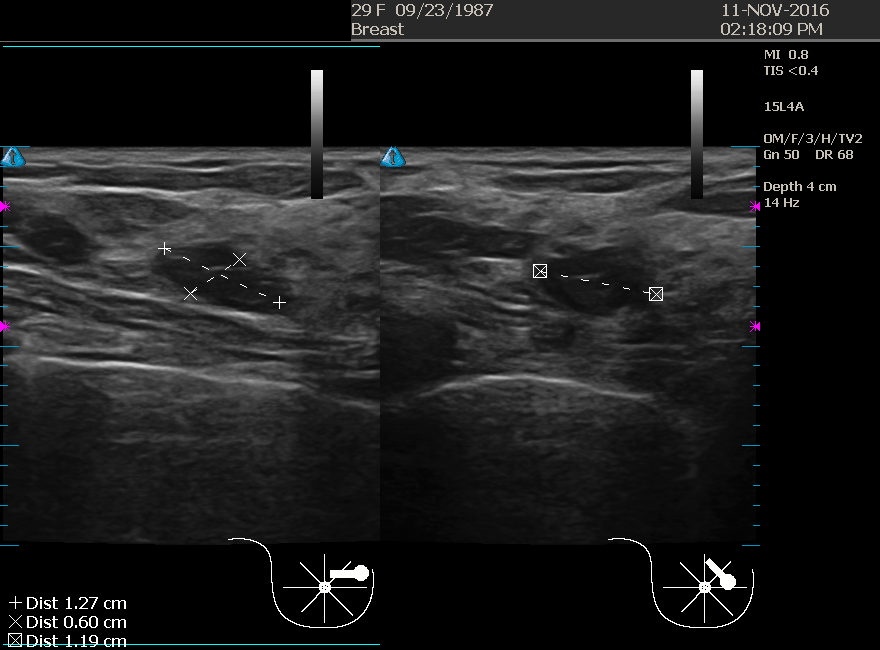 29 F 09/23/1987 11-NOV-2016
Breast 02:18:09 PM
MI 0.8
TIS <0.4
15L4A
OM/F/3/H/TV2
Gn 50 DR 68
Depth 4 cm
14 Hz
Dist 1.27 cm
Dist 0.60 cm
Dist 1.19 cm